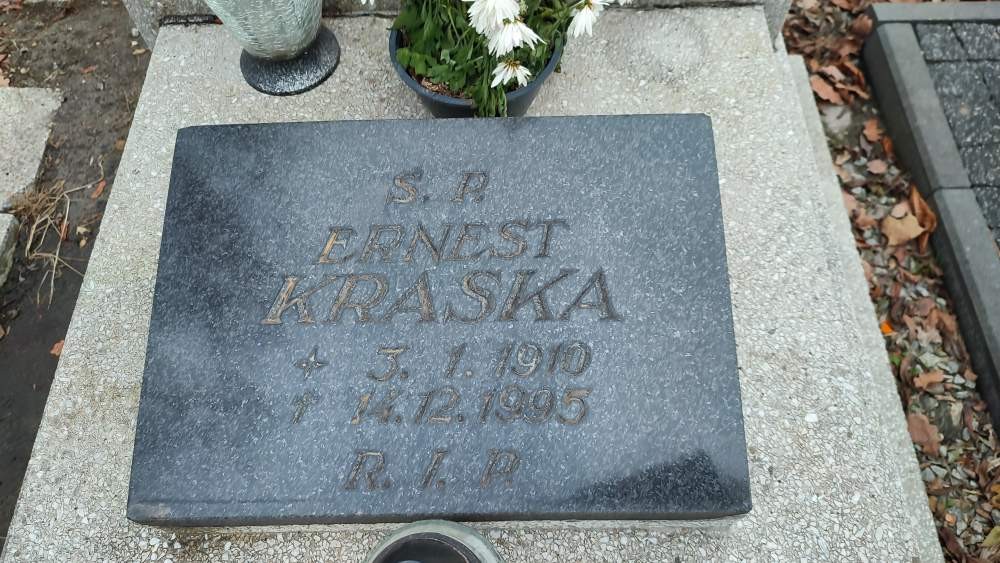 S. P.
ERNEST
KRASKA
3. 1. 1910
† 14.12.1995
R. I. P.